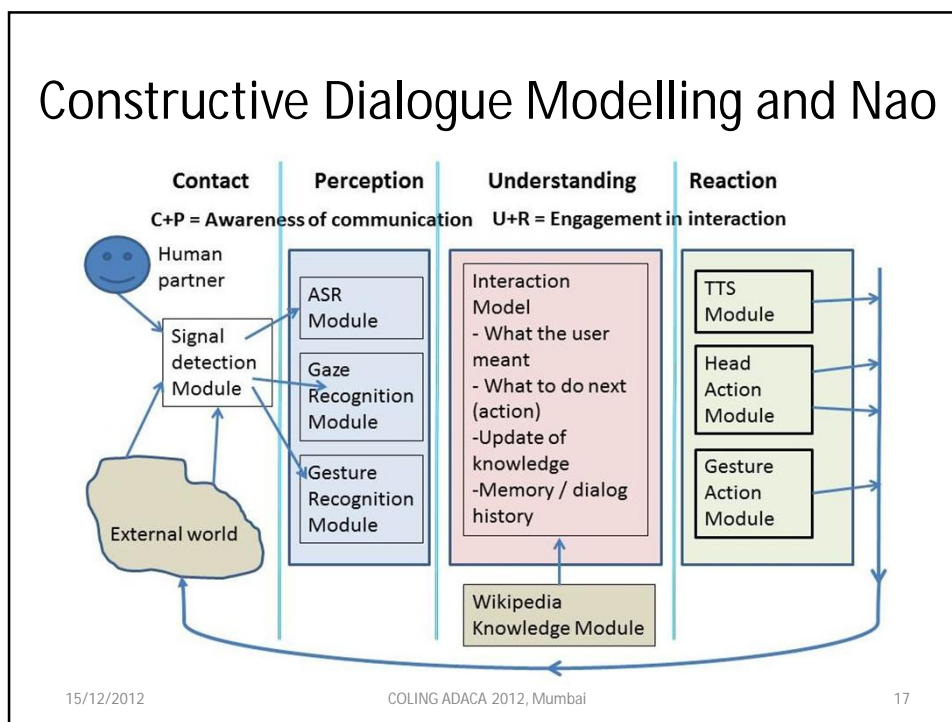 Constructive Dialogue Modelling and Nao
Contact
Perception
Understanding
Reaction
C+P = Awareness of communication
U+R = Engagement in interaction
Human
partner
Signal
detection
Module
External world
ASR
Module
Gaze
Recognition
Module
Gesture
Recognition
Module
Interaction
Model
- What the user
meant
- What to do next
(action)
-Update of
knowledge
-Memory / dialog
history
Wikipedia
Knowledge Module
TTS
Module
Head
Action
Module
Gesture
Action
Module
15/12/2012
COLING ADACA 2012, Mumbai
17